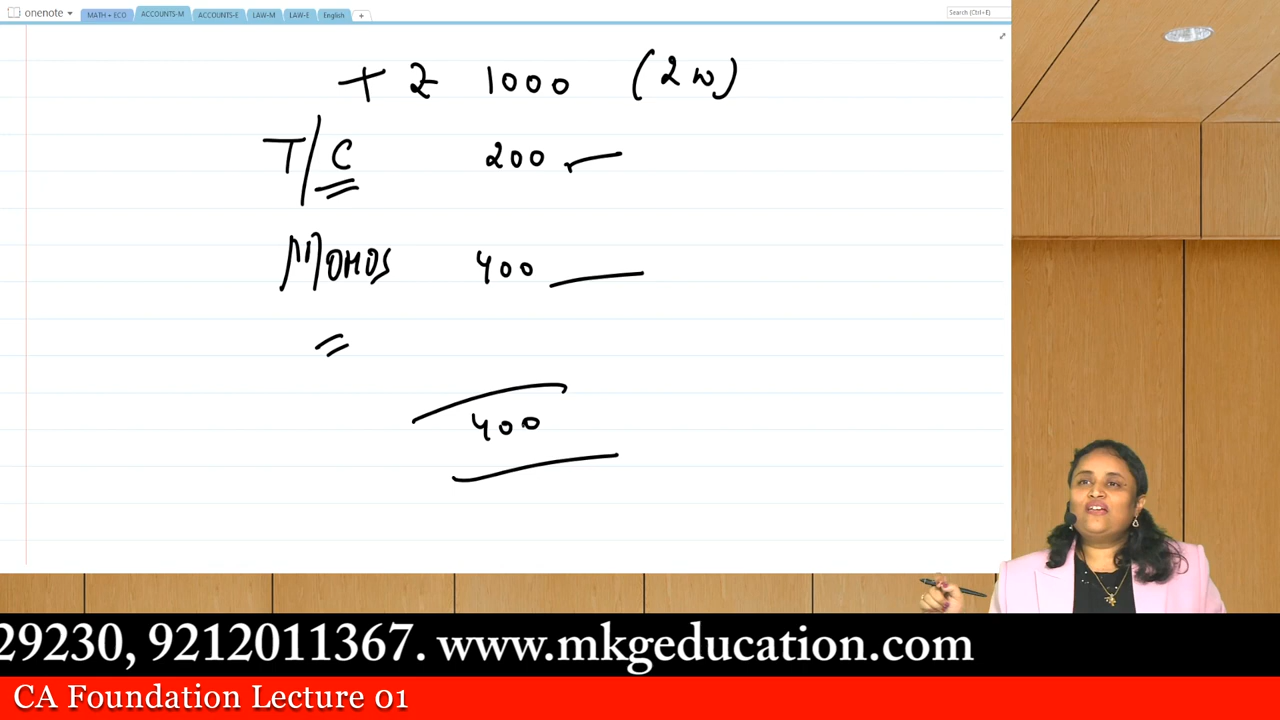 onenote MATH + ECO ACCOUNTS-M ACCOUNTS-E LAW-M LAW-E English + Search (Ctrl+E)
+ 2 1000 (2w)
T/C 200
MOMOS 400
400
29230, 9212011367. www.mkgeducation.com
CA Foundation Lecture 01